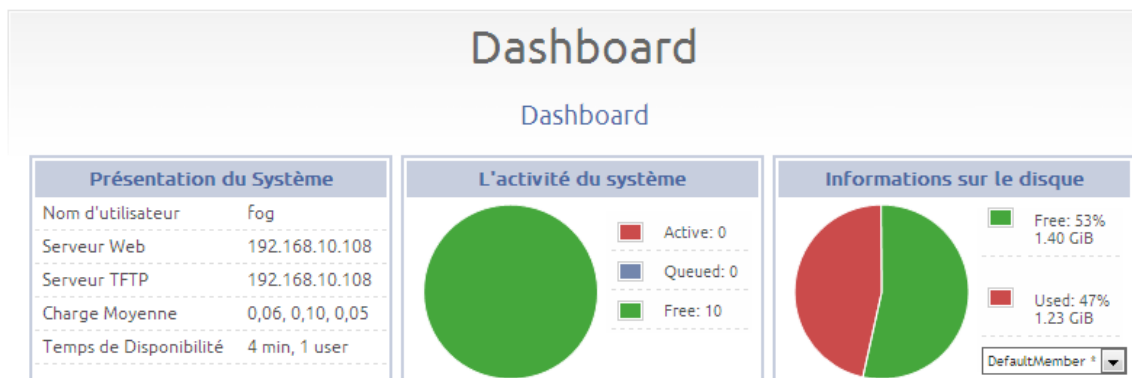 Dashboard
Dashboard
Présentation du Système
Nom d'utilisateur fog
Serveur Web 192.168.10.108
Serveur TFTP 192.168.10.108
Charge Moyenne 0,06, 0,10, 0,05
Temps de Disponibilité 4 min, 1 user
L'activité du système
Active: 0
Queued: 0
Free: 10
Informations sur le disque
Free: 53%
1.40 GiB
Used: 47%
1.23 GiB
DefaultMember *